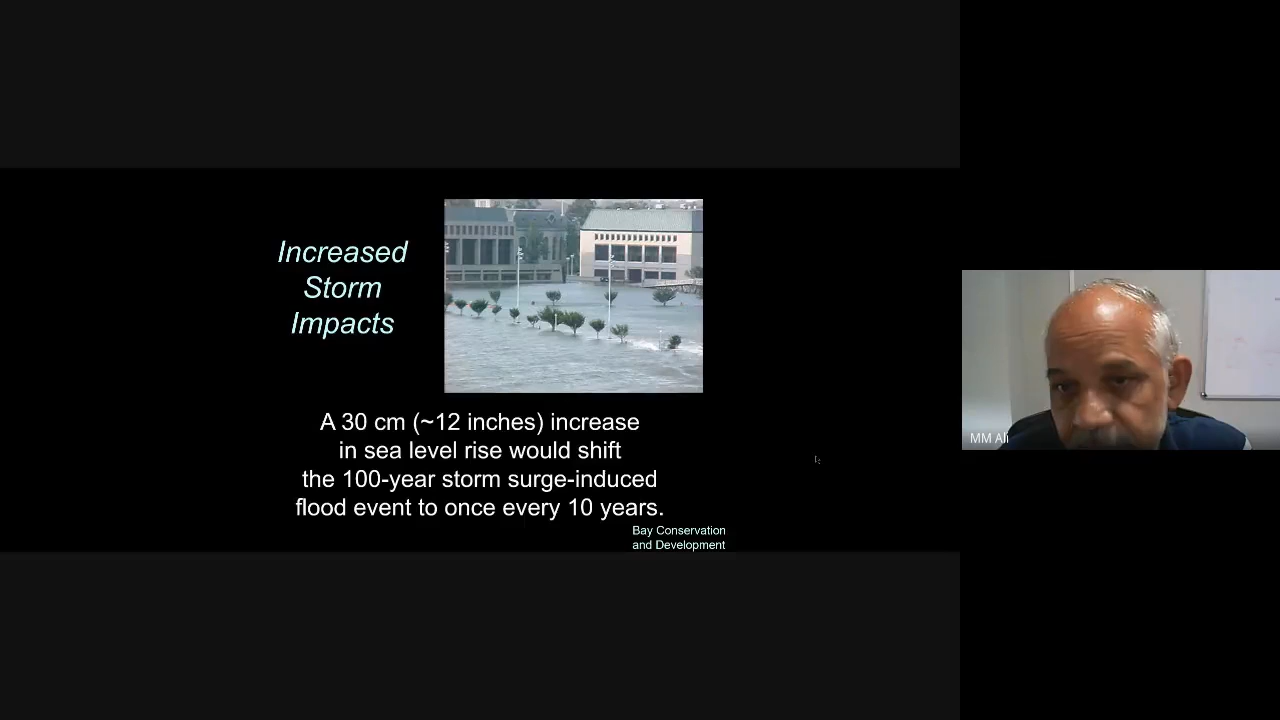 Increased
Storm
Impacts
A 30 cm (~12 inches) increase
in sea level rise would shift
the 100-year storm surge-induced
flood event to once every 10 years.
Bay Conservation
and Development
MM Ali